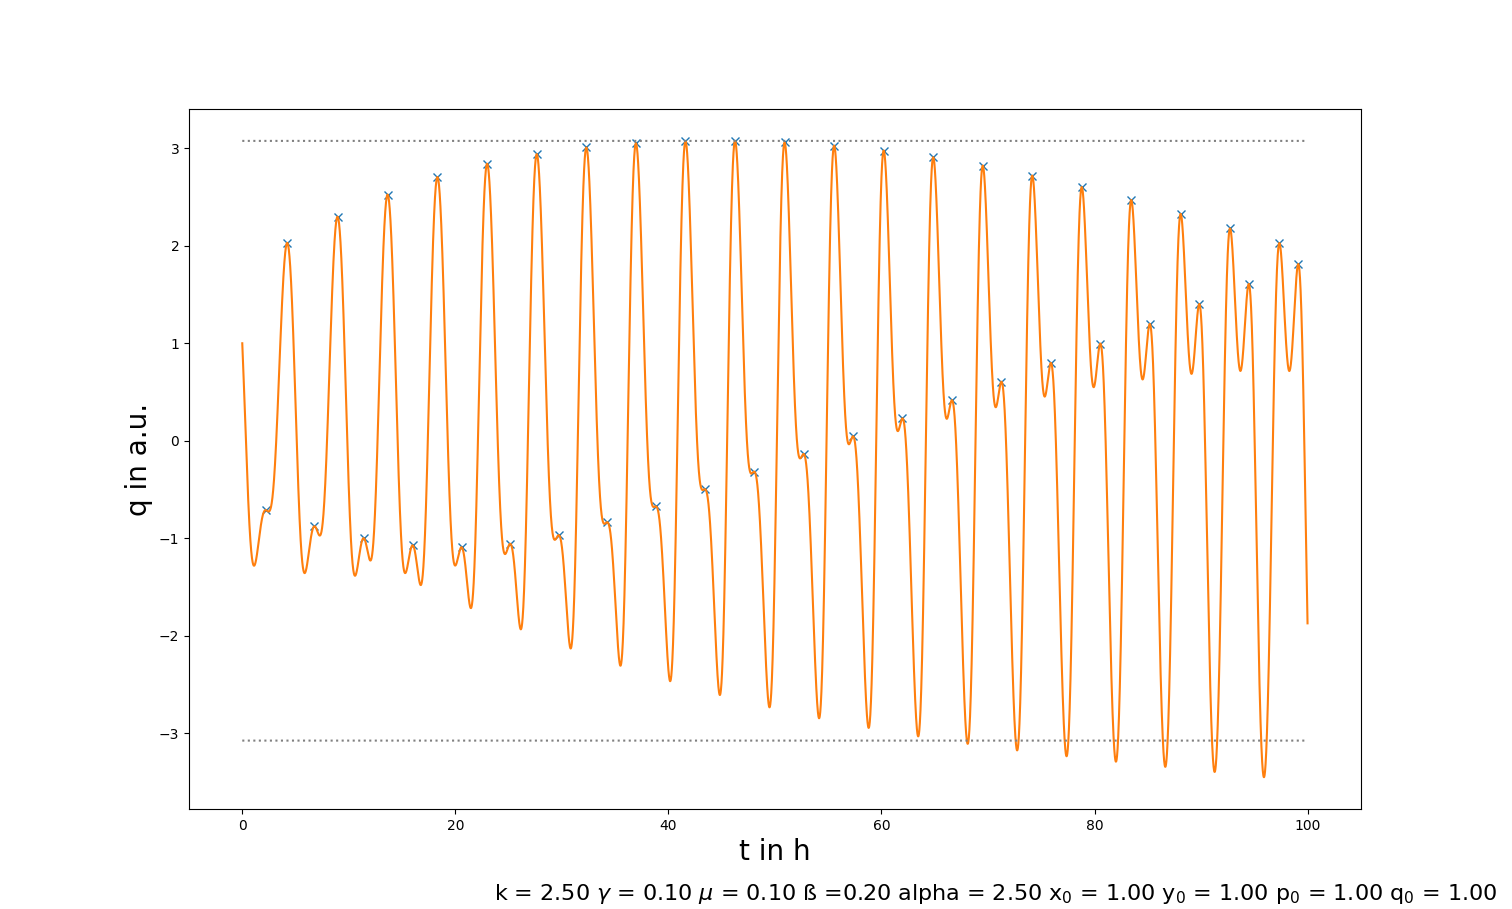 3
2
1
0
−1
−2
−3
q in a.u.
0 20 40 60 80 100
t in h
k = 2.50 γ = 0.10 μ = 0.10 ß =0.20 alpha = 2.50 x₀ = 1.00 y₀ = 1.00 p₀ = 1.00 q₀ = 1.00